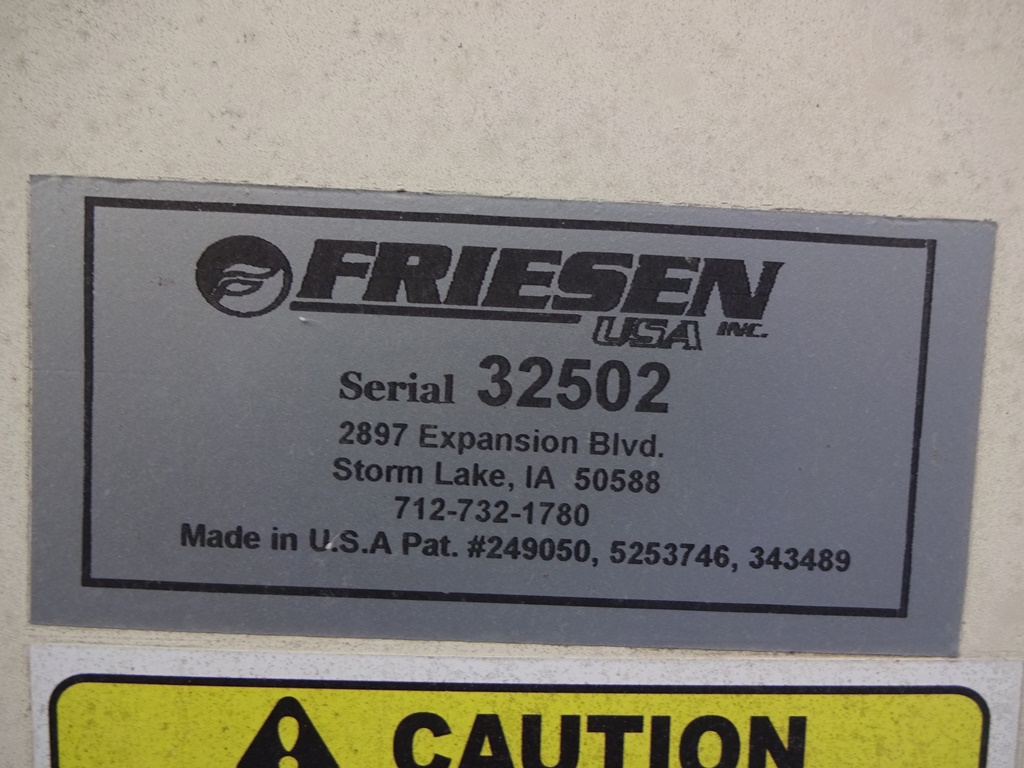 FRIESEN
USA INC.
Serial 32502
2897 Expansion Blvd.
Storm Lake, IA 50588
712-732-1780
Made in U.S.A Pat. #249050, 5253746, 343489
CAUTION